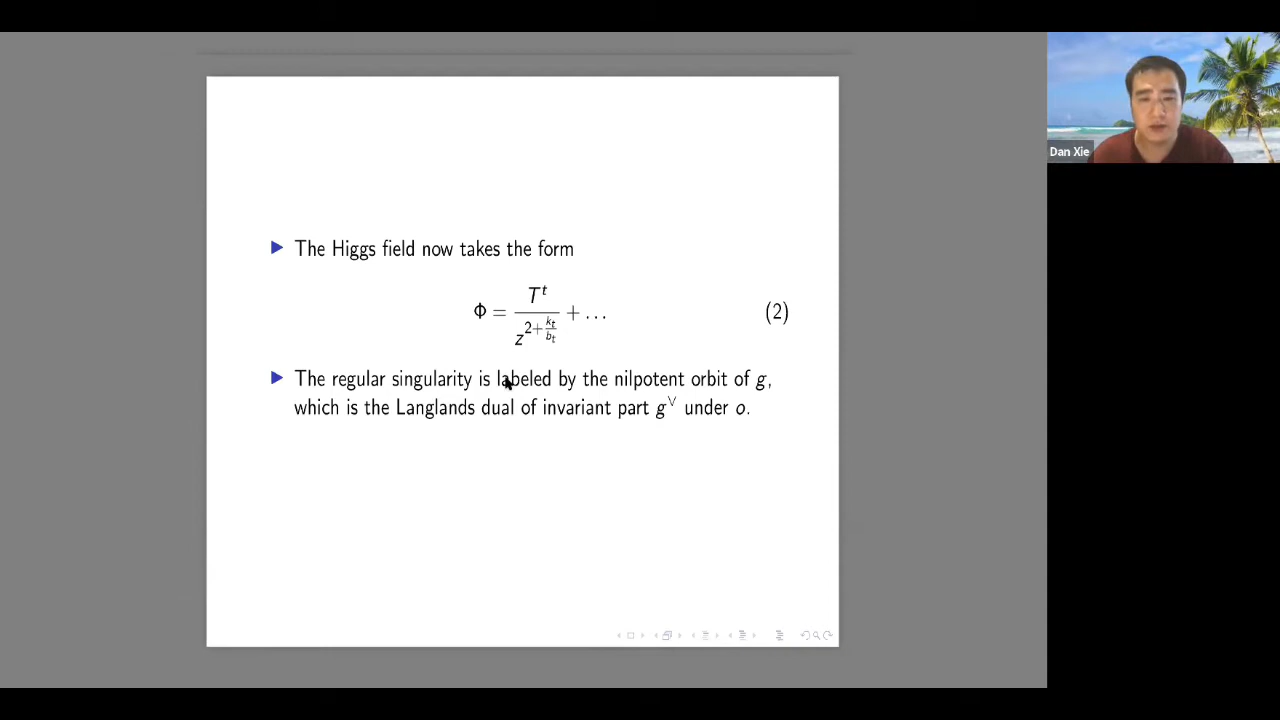 ▶ The Higgs field now takes the form
Φ = T^t / z^{2+k_t/b_t} + … (2)
▶ The regular singularity is labeled by the nilpotent orbit of g,
which is the Langlands dual of invariant part g^∨ under o.
Dan Xie